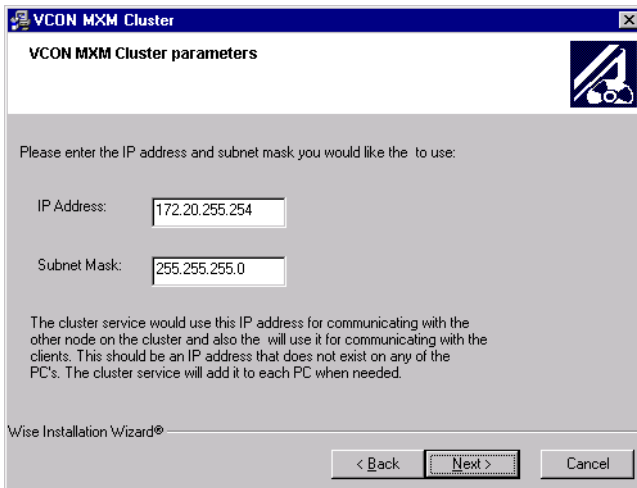 VCON MXM Cluster
VCON MXM Cluster parameters
Please enter the IP address and subnet mask you would like the  to use:
IP Address:
172.20.255.254
Subnet Mask:
255.255.255.0
The cluster service would use this IP address for communicating with the
other node on the cluster and also the  will use it for communicating with the
clients. This should be an IP address that does not exist on any of the
PC's. The cluster service will add it to each PC when needed.
Wise Installation Wizard®
< Back
Next >
Cancel